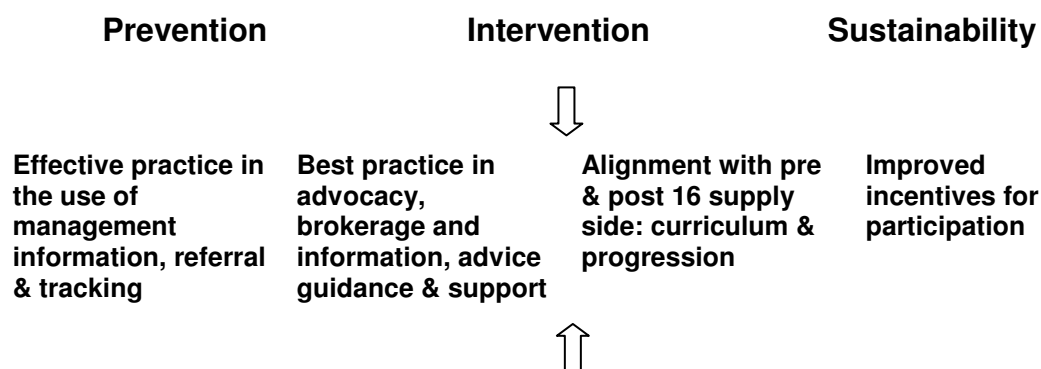 Prevention Intervention Sustainability
Effective practice in
the use of
management
information, referral
& tracking
Best practice in
advocacy,
brokerage and
information, advice
guidance & support
Alignment with pre
& post 16 supply
side: curriculum &
progression
Improved
incentives for
participation